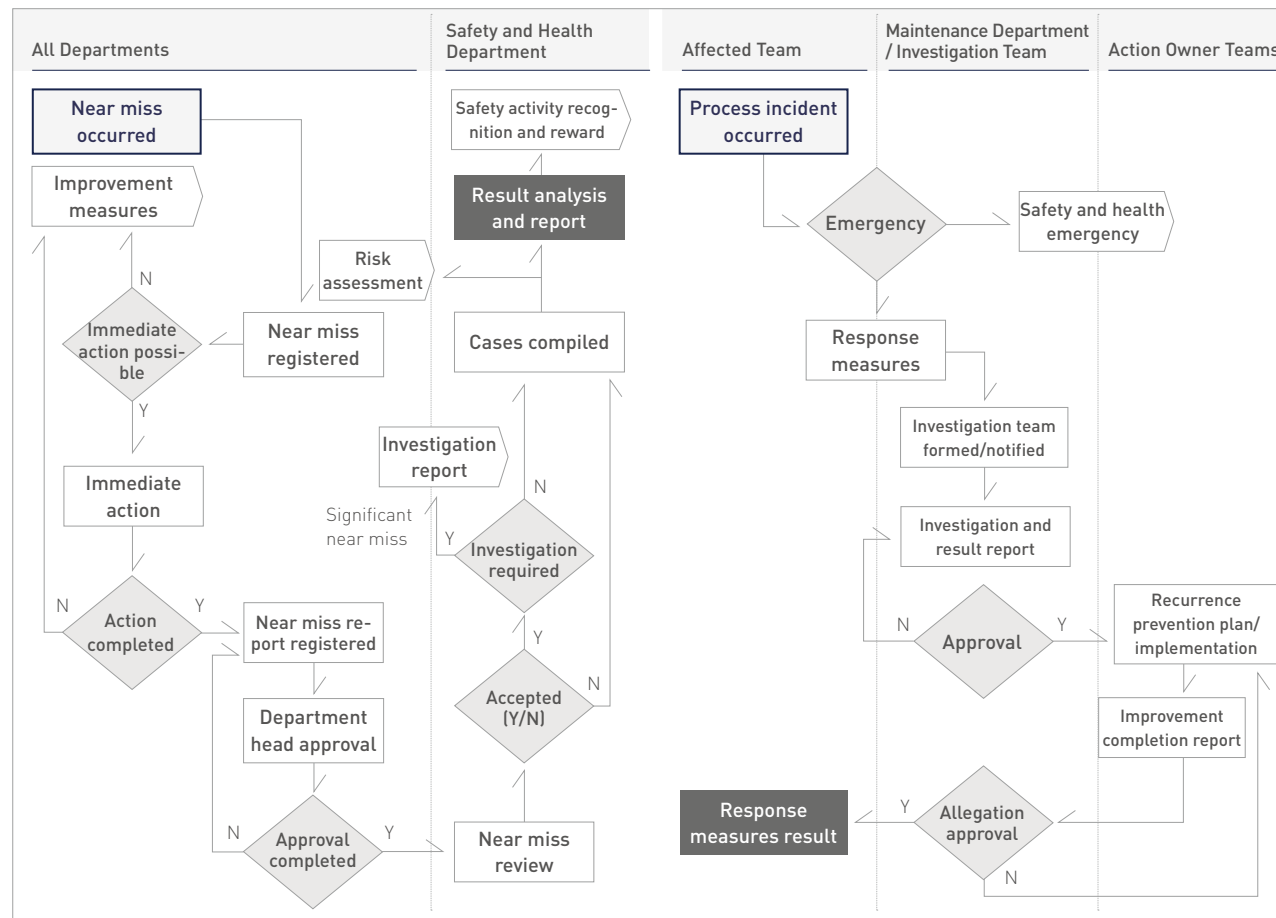 All Departments
Safety and Health
Department
Near miss
occurred
Safety activity recog-
nition and reward
Improvement
measures
Result analysis
and report
Risk
assessment
N
Immediate
action possi-
ble
Near miss
registered
Cases compiled
Y
Investigation
report
Immediate
action
N
Significant
near miss
Y
Investigation
required
N
Action
completed
Y
Near miss re-
port registered
Y
Accepted
(Y/N)
N
Department
head approval
N
Approval
completed
Y
Near miss
review
Affected Team
Maintenance Department
/ Investigation Team
Action Owner Teams
Process incident
occurred
Emergency
Safety and health
emergency
Response
measures
Investigation team
formed/notified
Investigation and
result report
N
Approval
Y
Recurrence
prevention plan/
implementation
Improvement
completion report
Response
measures result
Y
Allegation
approval
N